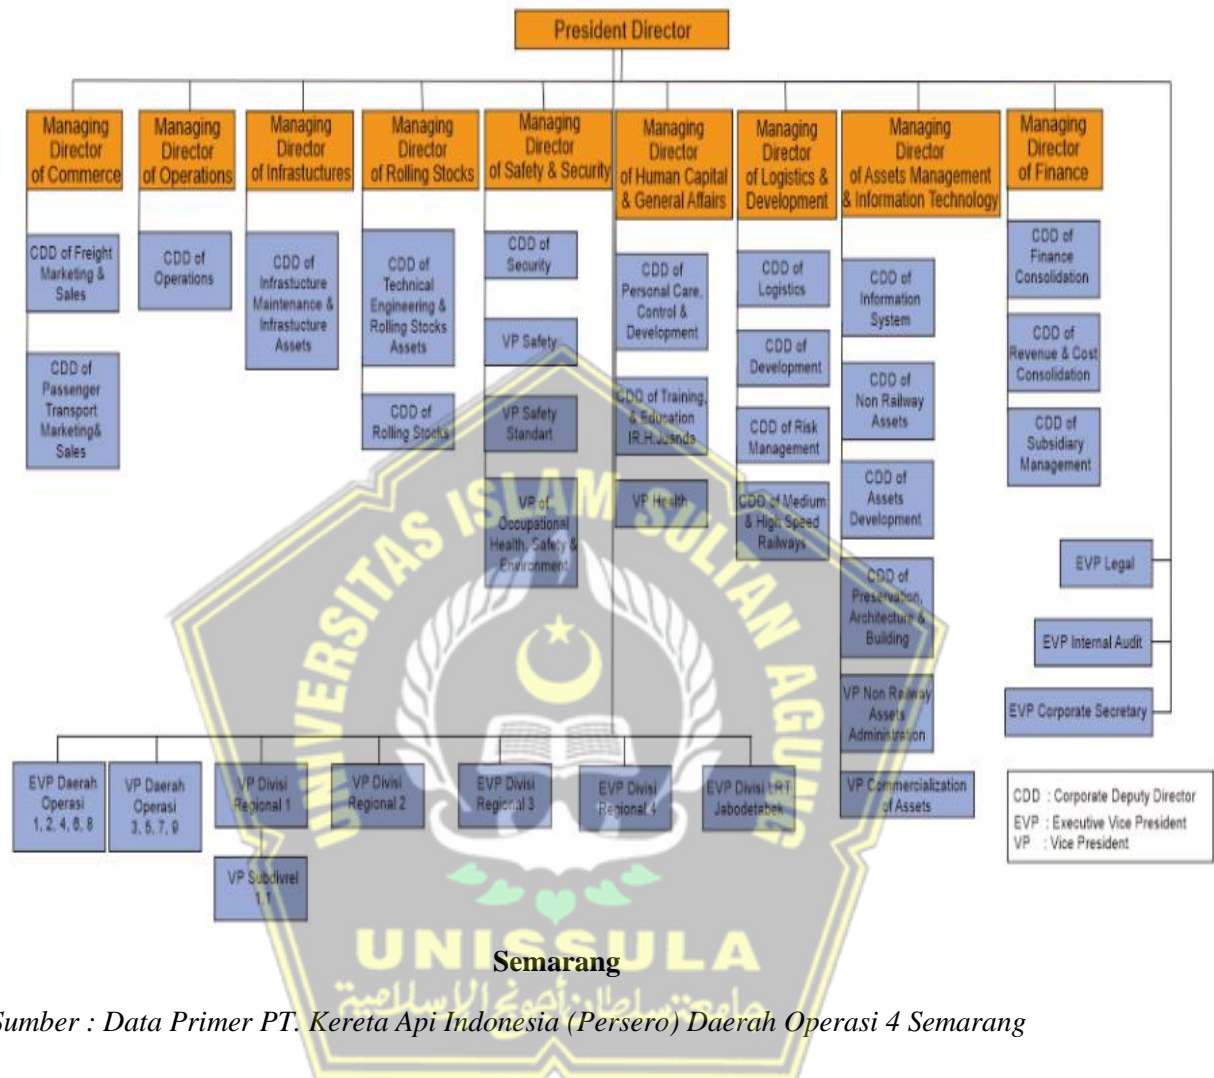 President Director
Managing
Director
of Commerce
Managing
Director
of Operations
Managing
Director
of Infrastuctures
Managing
Director
of Rolling Stocks
Managing
Director
of Safety & Security
Managing
Director
of Human Capital
& General Affairs
Managing
Director
of Logistics &
Development
Managing
Director
of Assets Management
& Information Technology
Managing
Director
of Finance
CDD of Freight
Marketing &
Sales
CDD of
Passenger
Transport
Marketing&
Sales
CDD of
Operations
CDD of
Infrastucture
Maintenance &
Infrastucture
Assets
CDD of
Technical
Engineering &
Rolling Stocks
Assets
CDD of
Rolling Stocks
CDD of
Security
VP Safety
VP Safety
Standart
VP of
Occupational
Health, Safety &
Environment
CDD of
Personal Care,
Control &
Development
CDD of Training,
& Education
IR.H.Juanda
VP Health
CDD of
Logistics
CDD of
Development
CDD of Risk
Management
CDD of Medium
& High Speed
Railways
CDD of
Information
System
CDD of
Non Railway
Assets
CDD of
Assets
Development
CDD of
Preservation,
Architecture &
Building
VP Non Railway
Assets
Administration
VP Commercialization
of Assets
CDD of
Finance
Consolidation
CDD of
Revenue & Cost
Consolidation
CDD of
Subsidiary
Management
EVP Legal
EVP Internal Audit
EVP Corporate Secretary
EVP Daerah
Operasi
1, 2, 4, 6, 8
VP Daerah
Operasi
3, 5, 7, 9
VP Divisi
Regional 1
VP Subdivrel
1,1
VP Divisi
Regional 2
EVP Divisi
Regional 3
EVP Divisi
Regional 4
EVP Divisi LRT
Jabodetabek
CDD : Corporate Deputy Director
EVP : Executive Vice President
VP : Vice President
UNIVERSITAS ISLAM SULTAN AGUNG
UNISSULA
جامعة سلطان أجونج الإسلامية
Semarang
Sumber : Data Primer PT. Kereta Api Indonesia (Persero) Daerah Operasi 4 Semarang